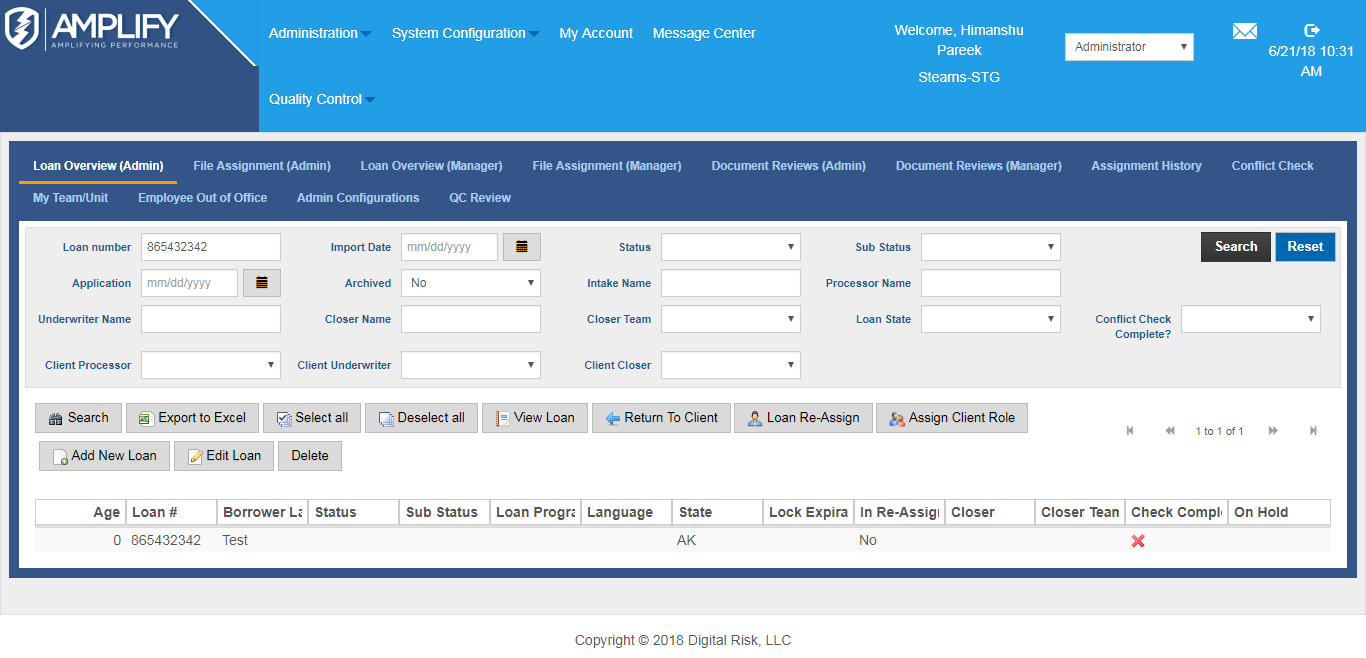 AMPLIFY
AMPLIFYING PERFORMANCE
Administration System Configuration My Account Message Center
Quality Control
Welcome, Himanshu
Pareek
Stearns-STG
Administrator
6/21/18 10:31
AM
Loan Overview (Admin) File Assignment (Admin) Loan Overview (Manager) File Assignment (Manager) Document Reviews (Admin) Document Reviews (Manager) Assignment History Conflict Check
My Team/Unit Employee Out of Office Admin Configurations QC Review
Loan number 865432342 Import Date mm/dd/yyyy Status Sub Status Search Reset
Application mm/dd/yyyy Archived No Intake Name Processor Name
Underwriter Name Closer Name Closer Team Loan State Conflict Check
Complete?
Client Processor Client Underwriter Client Closer
Search Export to Excel Select all Deselect all View Loan Return To Client Loan Re-Assign Assign Client Role
1 to 1 of 1
Add New Loan Edit Loan Delete
Age Loan # Borrower La Status Sub Status Loan Progra Language State Lock Expira In Re-Assign Closer Closer Team Check Compl On Hold
0 865432342 Test AK No
Copyright © 2018 Digital Risk, LLC